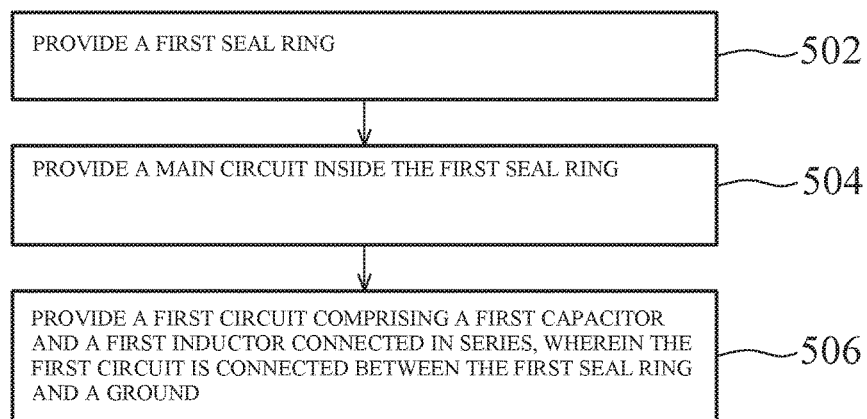 PROVIDE A FIRST SEAL RING
502
PROVIDE A MAIN CIRCUIT INSIDE THE FIRST SEAL RING
504
PROVIDE A FIRST CIRCUIT COMPRISING A FIRST CAPACITOR
AND A FIRST INDUCTOR CONNECTED IN SERIES, WHEREIN THE
FIRST CIRCUIT IS CONNECTED BETWEEN THE FIRST SEAL RING
AND A GROUND
506